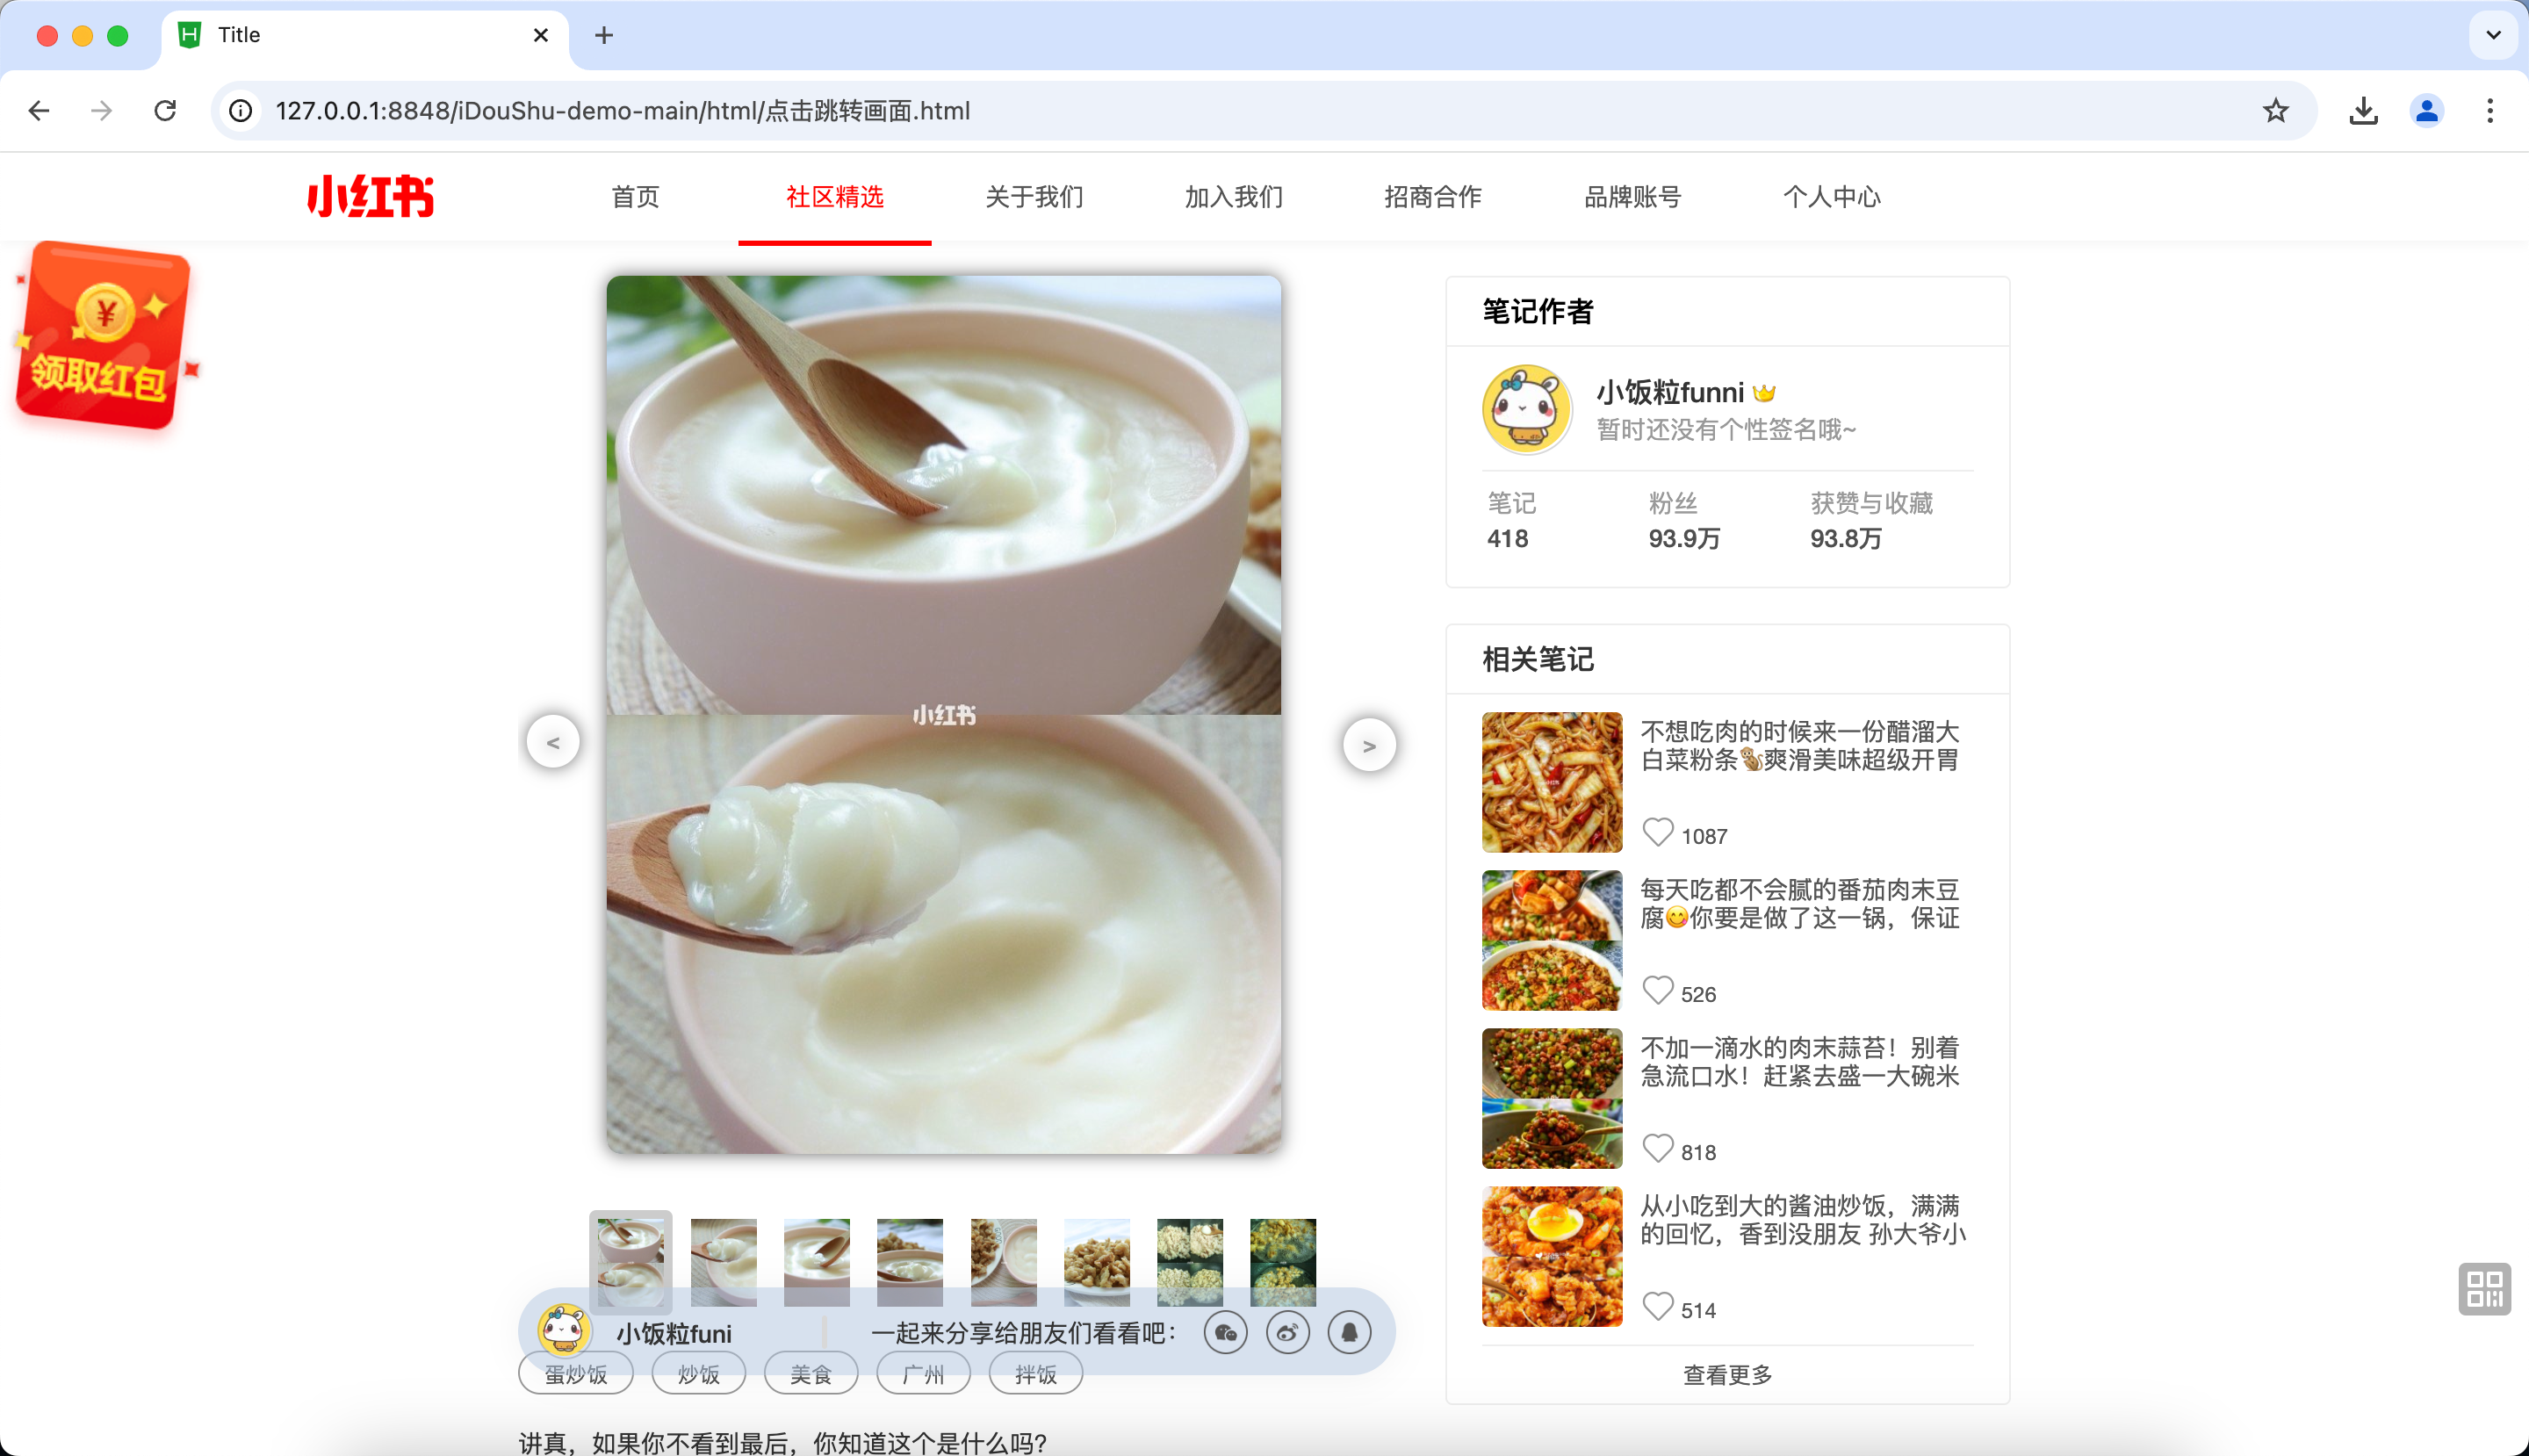 Title
127.0.0.1:8848/iDouShu-demo-main/html/点击跳转画面.html
小红书
首页
社区精选
关于我们
加入我们
招商合作
品牌账号
个人中心
¥
领取红包
小红书
<
>
笔记作者
小饭粒funni
暂时还没有个性签名哦~
笔记
粉丝
获赞与收藏
418
93.9万
93.8万
相关笔记
不想吃肉的时候来一份醋溜大
白菜粉条🐒爽滑美味超级开胃
1087
每天吃都不会腻的番茄肉末豆
腐😋你要是做了这一锅，保证
526
不加一滴水的肉末蒜苔！别着
急流口水！赶紧去盛一大碗米
818
从小吃到大的酱油炒饭，满满
的回忆，香到没朋友 孙大爷小
514
查看更多
小饭粒funi
一起来分享给朋友们看看吧：
蛋炒饭
炒饭
美食
广州
拌饭
讲真，如果你不看到最后，你知道这个是什么吗？